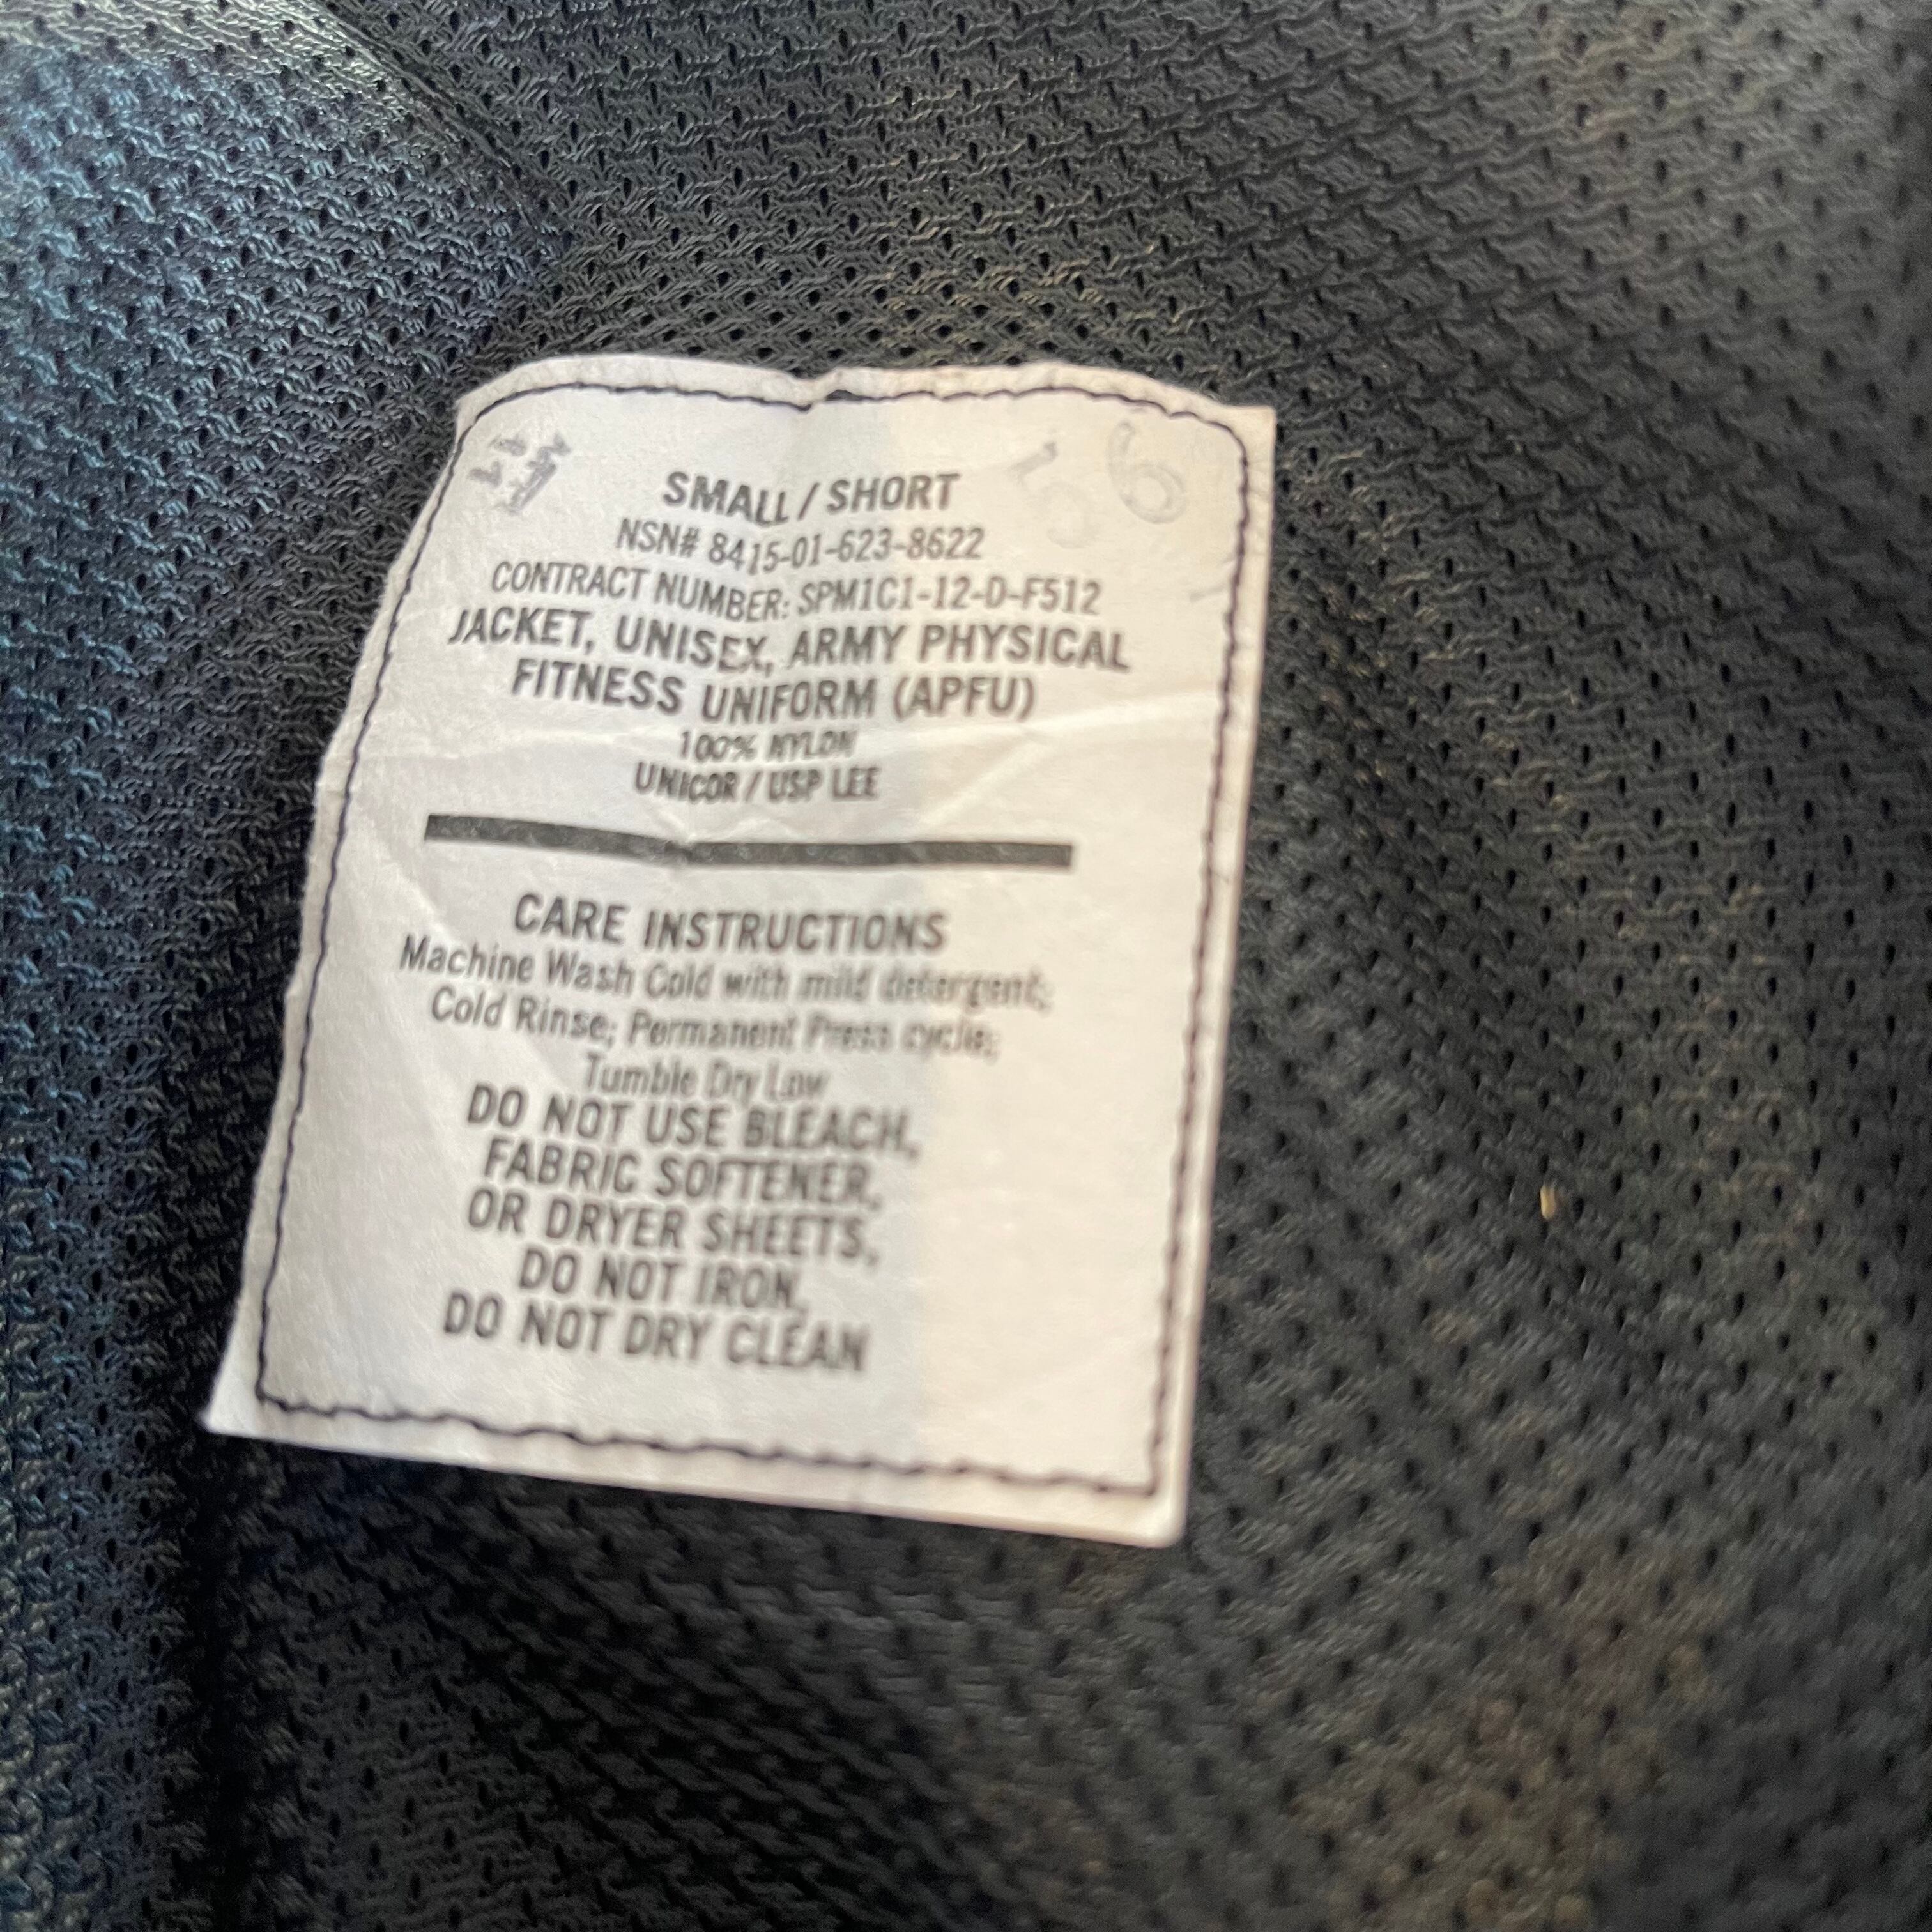 SMALL / SHORT
NSN# 8415-01-623-8622
CONTRACT NUMBER: SPM1C1-12-D-F512
JACKET, UNISEX, ARMY PHYSICAL
FITNESS UNIFORM (APFU)
100% NYLON
UNICOR / USP LEE
CARE INSTRUCTIONS
Machine Wash Cold with mild detergent;
Cold Rinse; Permanent Press cycle;
Tumble Dry Low
DO NOT USE BLEACH,
FABRIC SOFTENER,
OR DRYER SHEETS,
DO NOT IRON,
DO NOT DRY CLEAN